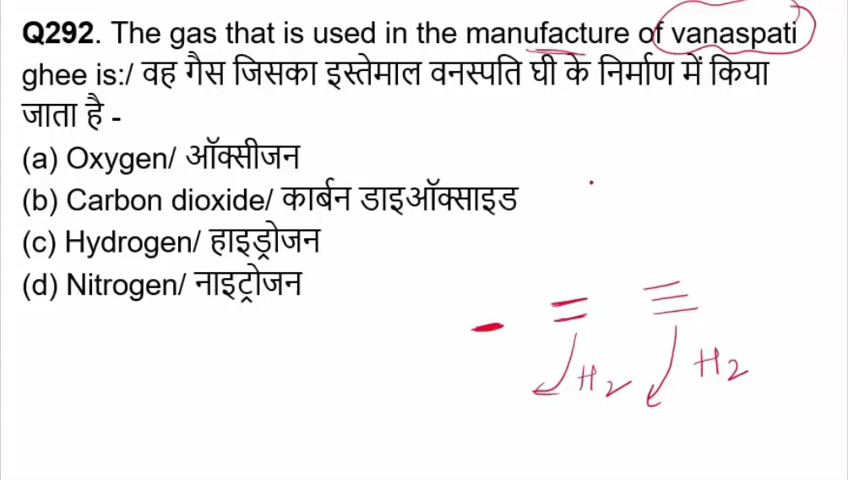 Q292. The gas that is used in the manufacture of vanaspati
ghee is:/ वह गैस जिसका इस्तेमाल वनस्पति घी के निर्माण में किया
जाता है -
(a) Oxygen/ ऑक्सीजन
(b) Carbon dioxide/ कार्बन डाइऑक्साइड
(c) Hydrogen/ हाइड्रोजन
(d) Nitrogen/ नाइट्रोजन
- = ≡
H2 H2